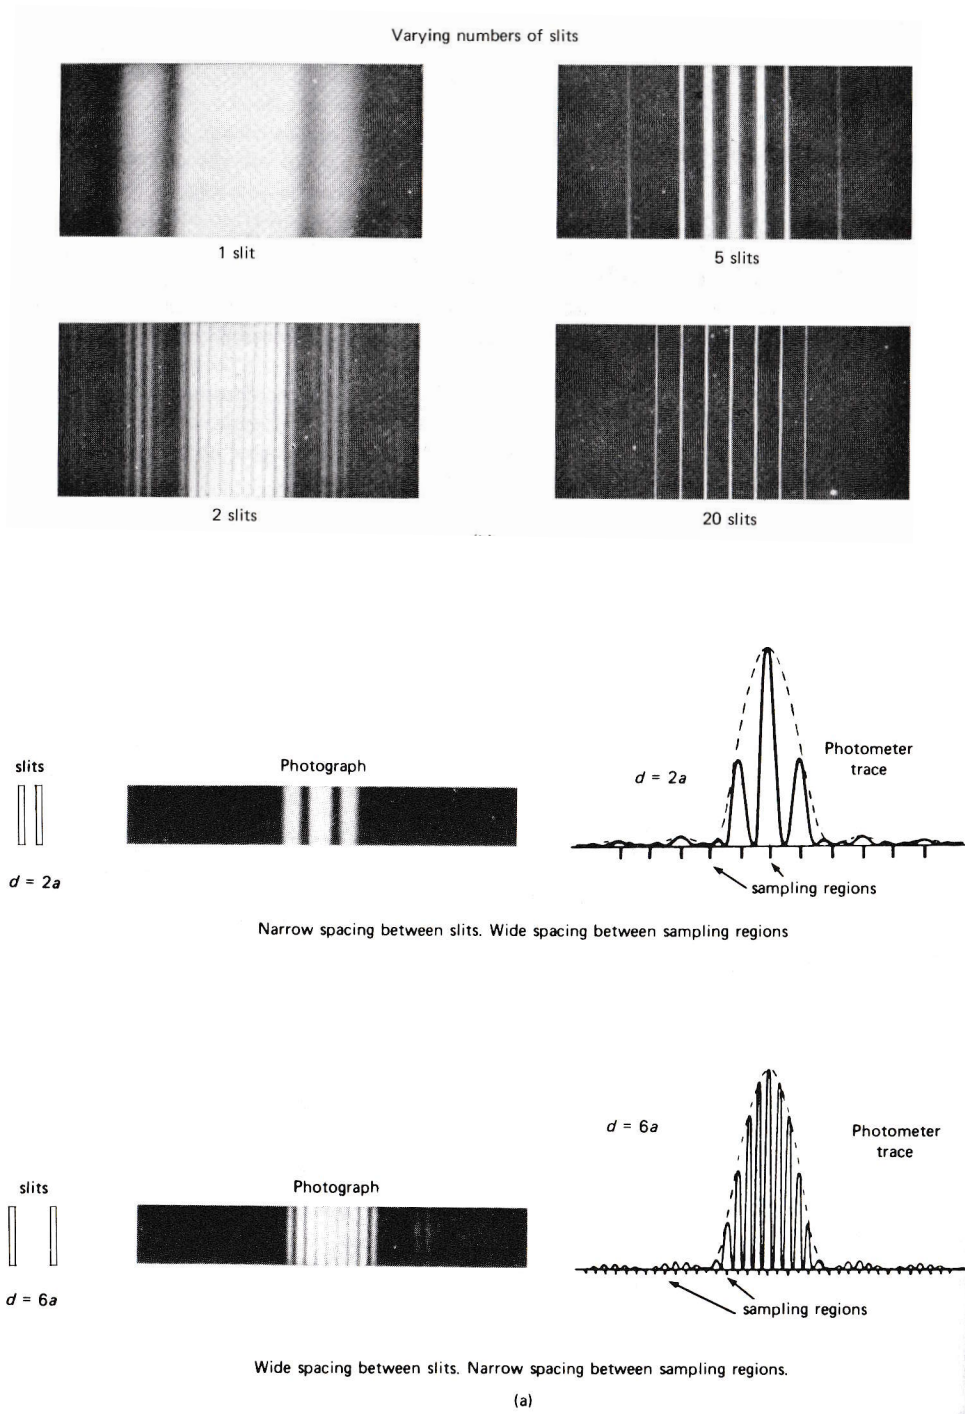 Varying numbers of slits
1 slit
5 slits
2 slits
20 slits
slits
Photograph
d = 2a
Photometer
trace
d = 2a
sampling regions
Narrow spacing between slits. Wide spacing between sampling regions
d = 6a
Photometer
trace
slits
Photograph
d = 6a
sampling regions
Wide spacing between slits. Narrow spacing between sampling regions.
(a)